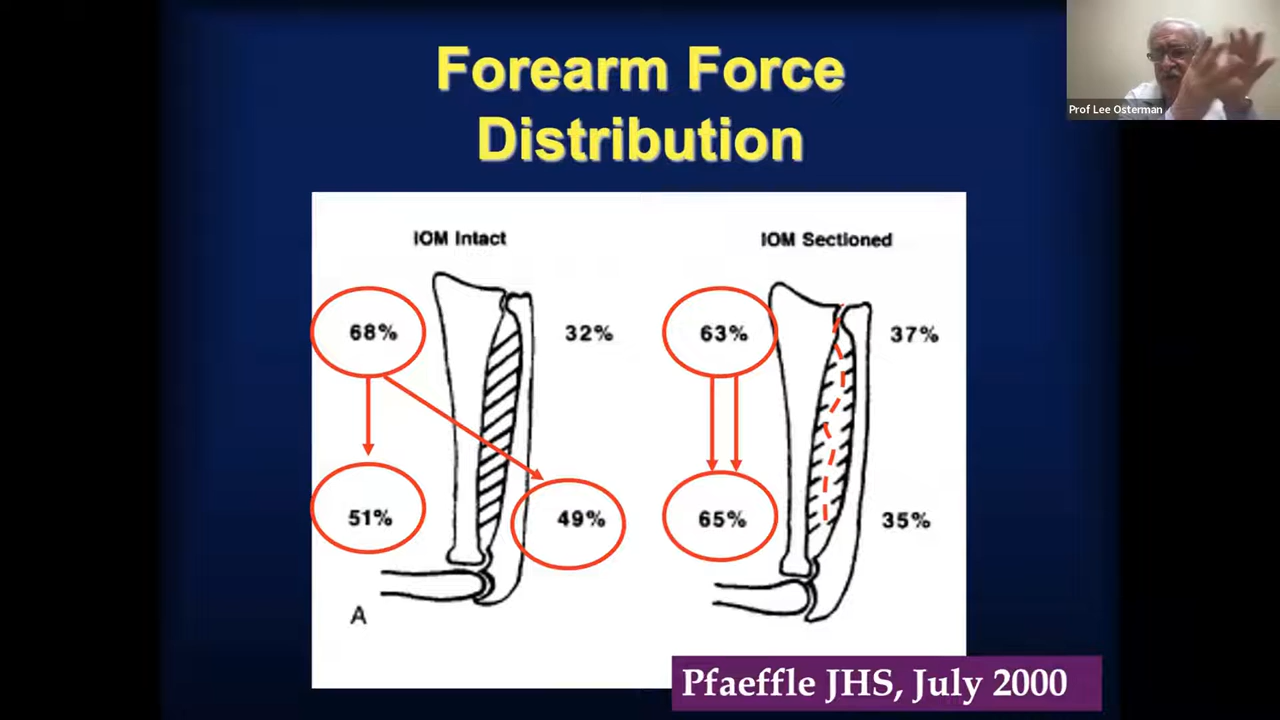 Forearm Force
Distribution
Prof Lee Osterman
IOM Intact
IOM Sectioned
68%
32%
63%
37%
51%
49%
65%
35%
A
Pfaeffle JHS, July 2000